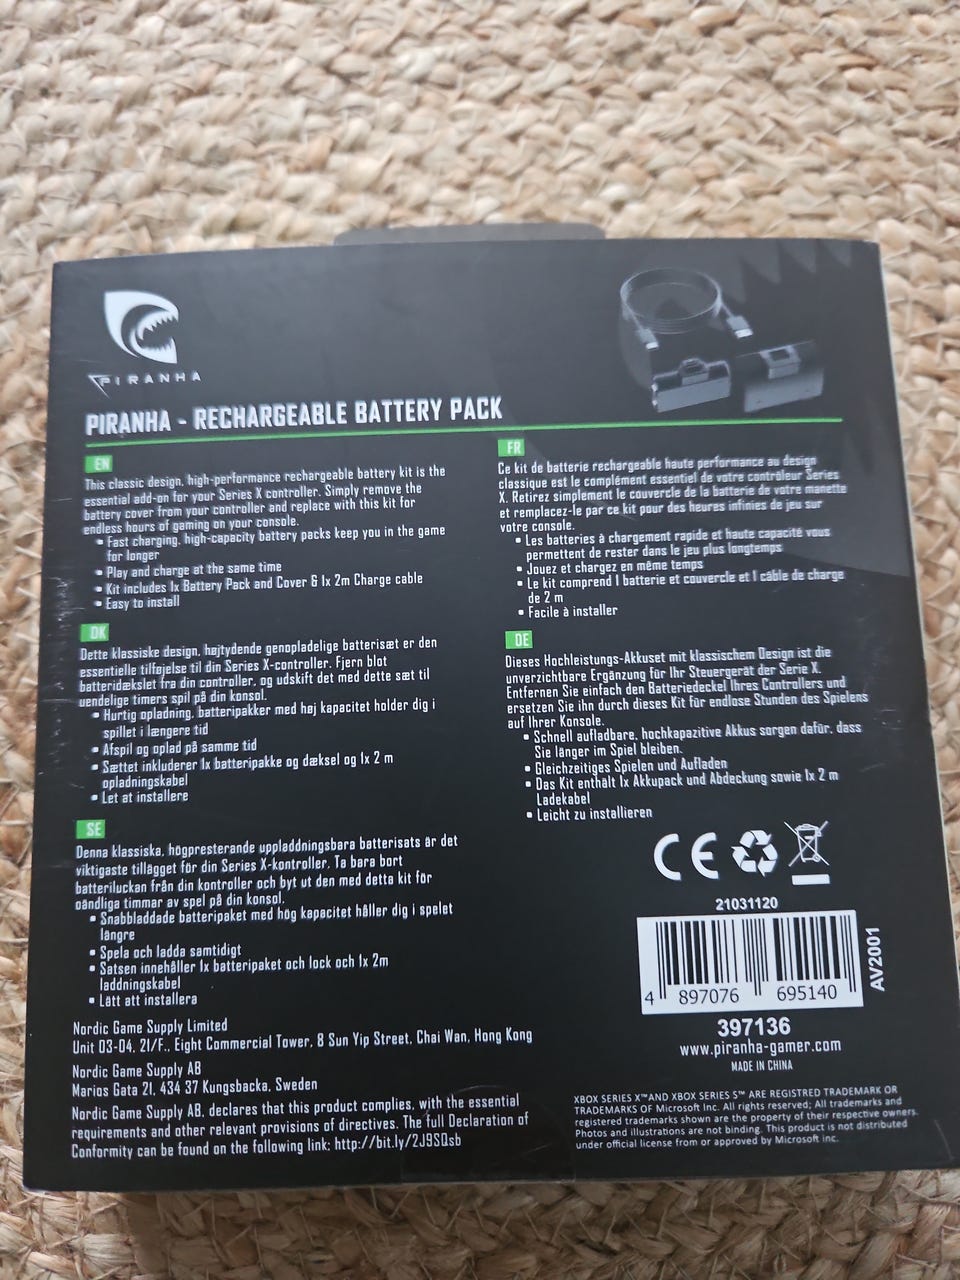 PIRANHA
PIRANHA - RECHARGEABLE BATTERY PACK
EN
This classic design, high-performance rechargeable battery kit is the
essential add-on for your Series X controller. Simply remove the
battery cover from your controller and replace with this kit for
endless hours of gaming on your console.
• Fast charging, high-capacity battery packs keep you in the game
for longer
• Play and charge at the same time
• Kit includes 1x Battery Pack and Cover & 1x 2m Charge cable
• Easy to install
DK
Dette klassiske design, højtydende genopladelige batterisæt er den
essentielle tilføjelse til din Series X-controller. Fjern blot
batteridækslet fra din controller, og udskift det med dette sæt til
uendelige timers spil på din konsol.
• Hurtig opladning, batteripakker med høj kapacitet holder dig i
spillet i længere tid
• Afspil og oplad på samme tid
• Sættet inkluderer 1x batteripakke og dæksel og 1x 2 m
opladningskabel
• Let at installere
SE
Denna klassiska, högpresterande uppladdningsbara batterisats är det
viktigaste tillägget för din Series X-kontroller. Ta bara bort
batteriluckan från din kontroller och byt ut den med detta kit för
oändliga timmar av spel på din konsol.
• Snabbladdade batteripaket med hög kapacitet håller dig i spelet
längre
• Spela och ladda samtidigt
• Satsen innehåller 1x batteripaket och lock och 1x 2m
laddningskabel
• Lätt att installera
Nordic Game Supply Limited
Unit 03-04, 21/F., Eight Commercial Tower, 8 Sun Yip Street, Chai Wan, Hong Kong
Nordic Game Supply AB
Marios Gata 21, 434 37 Kungsbacka, Sweden
Nordic Game Supply AB, declares that this product complies, with the essential
requirements and other relevant provisions of directives. The full Declaration of
Conformity can be found on the following link: http://bit.ly/2J9SQsb
FR
Ce kit de batterie rechargeable haute performance au design
classique est le complément essentiel de votre contrôleur Series
X. Retirez simplement le couvercle de la batterie de votre manette
et remplacez-le par ce kit pour des heures infinies de jeu sur
votre console.
• Les batteries à chargement rapide et haute capacité vous
permettent de rester dans le jeu plus longtemps
• Jouez et chargez en même temps
• Le kit comprend 1 batterie et couvercle et 1 câble de charge
de 2 m
• Facile à installer
DE
Dieses Hochleistungs-Akkuset mit klassischem Design ist die
unverzichtbare Ergänzung für Ihr Steuergerät der Serie X.
Entfernen Sie einfach den Batteriedeckel Ihres Controllers und
ersetzen Sie ihn durch dieses Kit für endlose Stunden des Spielens
auf Ihrer Konsole.
• Schnell aufladbare, hochkapazitive Akkus sorgen dafür, dass
Sie länger im Spiel bleiben.
• Gleichzeitiges Spielen und Aufladen
• Das Kit enthält 1x Akkupack und Abdeckung sowie 1x 2 m
Ladekabel
• Leicht zu installieren
CE
21031120
4 897076 695140
AV2001
397136
www.piranha-gamer.com
MADE IN CHINA
XBOX SERIES X™AND XBOX SERIES S™ ARE REGISTERED TRADEMARK OR
TRADEMARKS OF Microsoft Inc. All rights reserved; All trademarks and
registered trademarks shown are the property of their respective owners.
Photos and illustrations are not binding. This product is not distributed
under official license from or approved by Microsoft inc.